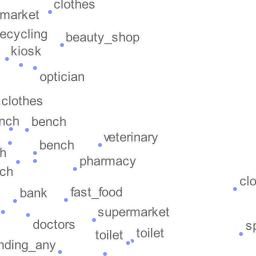 clothes
market
ecycling
beauty_shop
kiosk
optician
clothes
nch
bench
veterinary
bench
h
pharmacy
ch
clo
bank
fast_food
supermarket
doctors
sp
toilet
toilet
nding_any